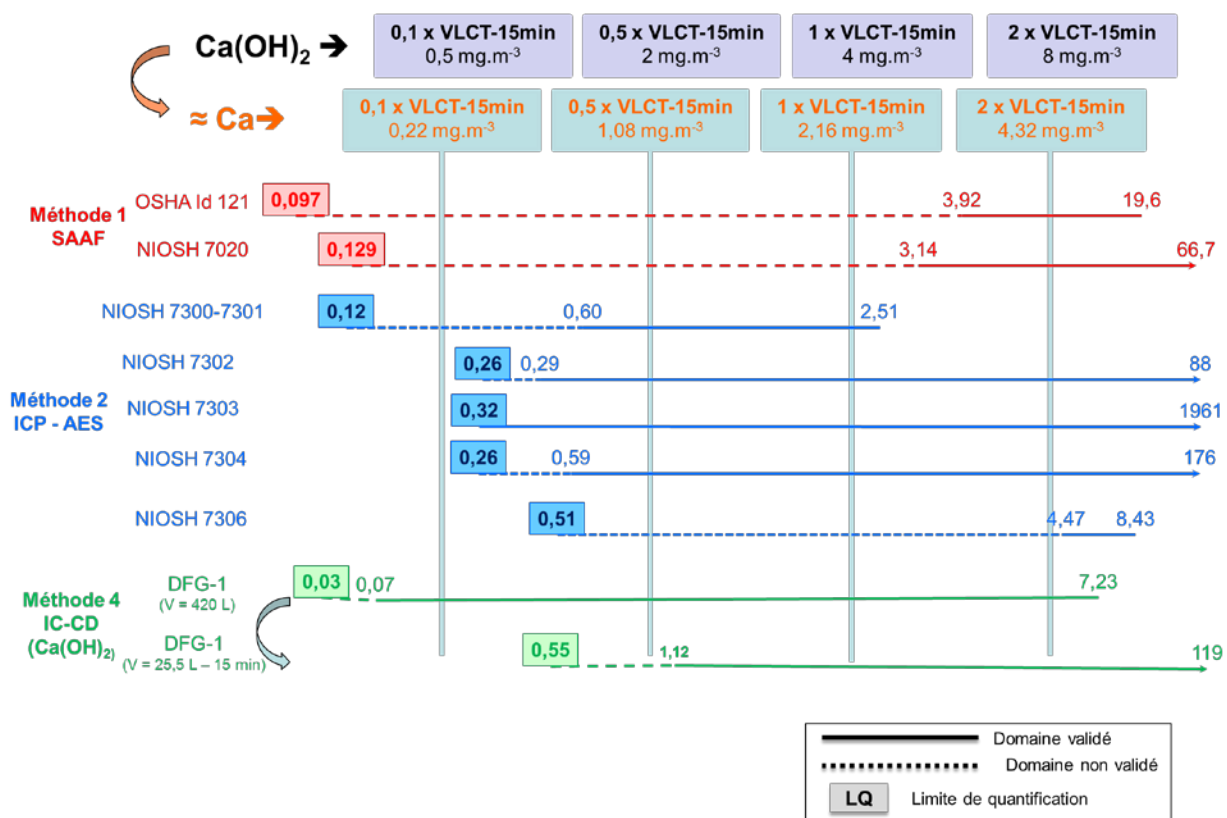 Ca(OH)2 ➔
0,1 x VLCT-15min
0,5 mg.m-3
0,5 x VLCT-15min
2 mg.m-3
1 x VLCT-15min
4 mg.m-3
2 x VLCT-15min
8 mg.m-3
≈ Ca➔
0,1 x VLCT-15min
0,22 mg.m-3
0,5 x VLCT-15min
1,08 mg.m-3
1 x VLCT-15min
2,16 mg.m-3
2 x VLCT-15min
4,32 mg.m-3
Méthode 1
SAAF
OSHA Id 121
0,097
3,92
19,6
NIOSH 7020
0,129
3,14
66,7
Méthode 2
ICP - AES
NIOSH 7300-7301
0,12
0,60
2,51
NIOSH 7302
0,26
0,29
88
NIOSH 7303
0,32
1961
NIOSH 7304
0,26
0,59
176
NIOSH 7306
0,51
4,47
8,43
Méthode 4
IC-CD
(Ca(OH)2)
DFG-1
(V = 420 L)
0,03
0,07
7,23
DFG-1
(V = 25,5 L – 15 min)
0,55
1,12
119
Domaine validé
Domaine non validé
LQ
Limite de quantification